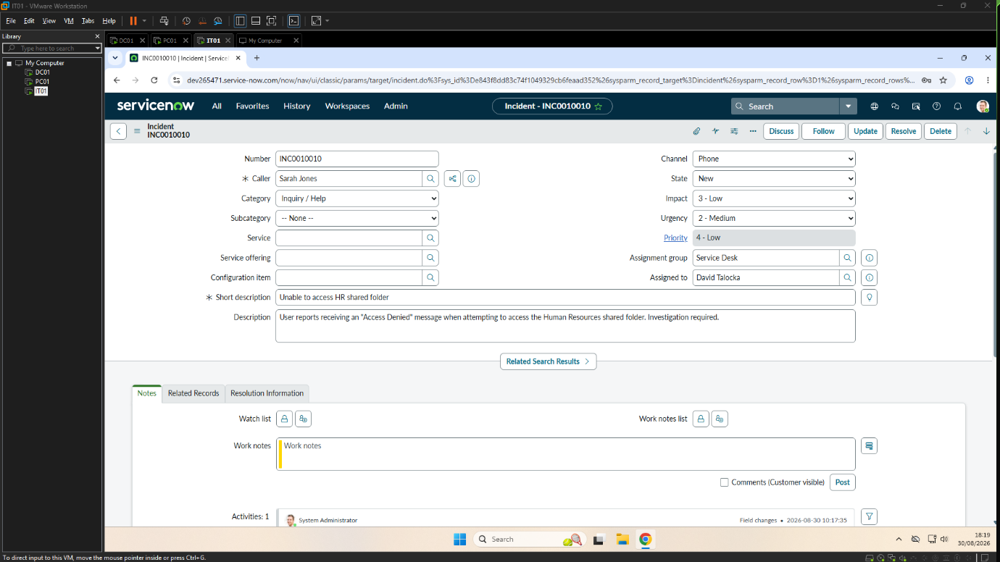 IT01 - VMware Workstation
File Edit View VM Tabs Help
Library
Type here to search
My Computer
DC01
PC01
IT01
DC01 PC01 IT01 My Computer
INC0010010 | Incident | Service
dev265471.service-now.com/now/nav/ui/classic/params/target/incident.do%3Fsys_id%3De843f8dd83c74f1049329cb6feaad352%26sysparm_record_target%3Dincident%26sysparm_record_row%3D1%26sysparm_record_rows%...
servicenow All Favorites History Workspaces Admin Incident - INC0010010 Search
Incident
INC0010010
Discuss Follow Update Resolve Delete
Number INC0010010 Channel Phone
Caller Sarah Jones State New
Category Inquiry / Help Impact 3 - Low
Subcategory -- None -- Urgency 2 - Medium
Service Priority 4 - Low
Service offering Assignment group Service Desk
Configuration item Assigned to David Talocka
Short description Unable to access HR shared folder
Description User reports receiving an "Access Denied" message when attempting to access the Human Resources shared folder. Investigation required.
Related Search Results
Notes Related Records Resolution Information
Watch list Work notes list
Work notes Work notes
Comments (Customer visible) Post
Activities: 1 System Administrator Field changes • 2026-08-30 10:17:35
Search
18:19
30/08/2026
To direct input to this VM, move the mouse pointer inside or press Ctrl+G.